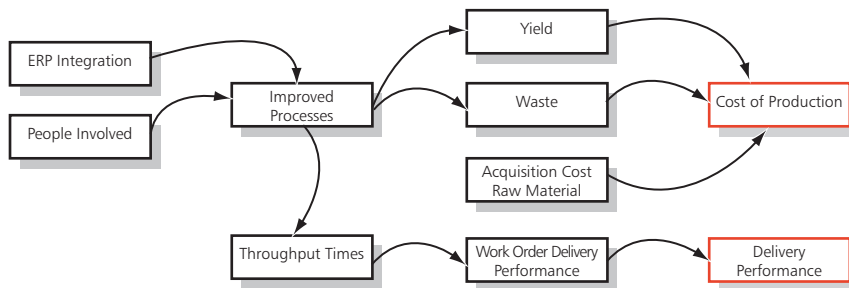 ERP Integration
People Involved
Improved
Processes
Throughput Times
Yield
Waste
Acquisition Cost
Raw Material
Work Order Delivery
Performance
Cost of Production
Delivery
Performance